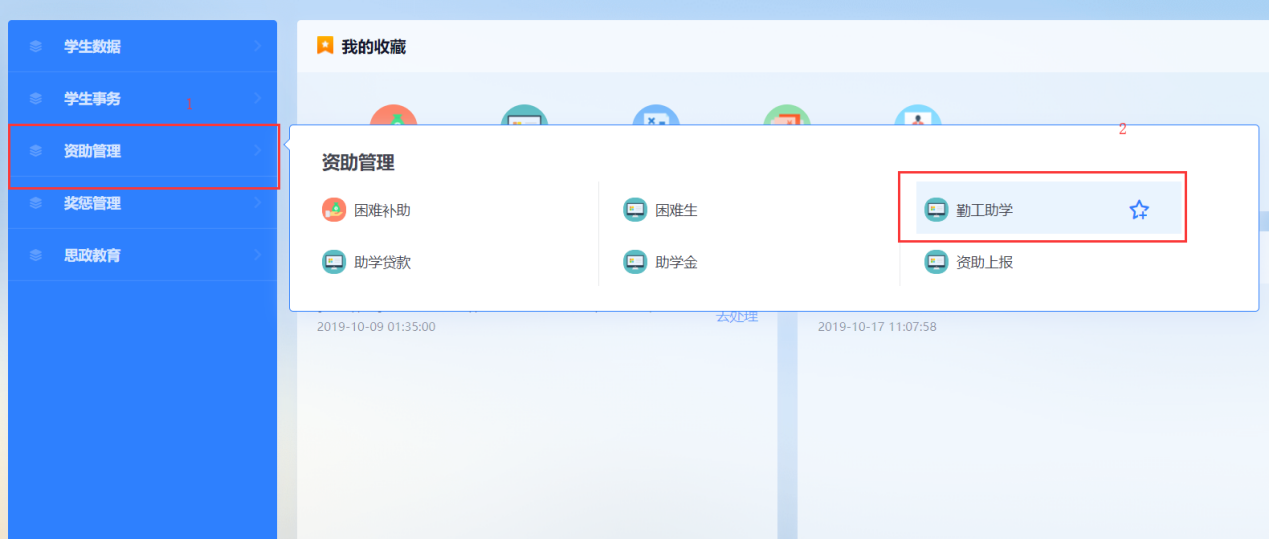 学生数据
我的收藏
学生事务
1
2
资助管理
资助管理
困难补助
困难生
勤工助学
奖惩管理
思政教育
助学贷款
助学金
资助上报
去处理
2019-10-09 01:35:00
2019-10-17 11:07:58